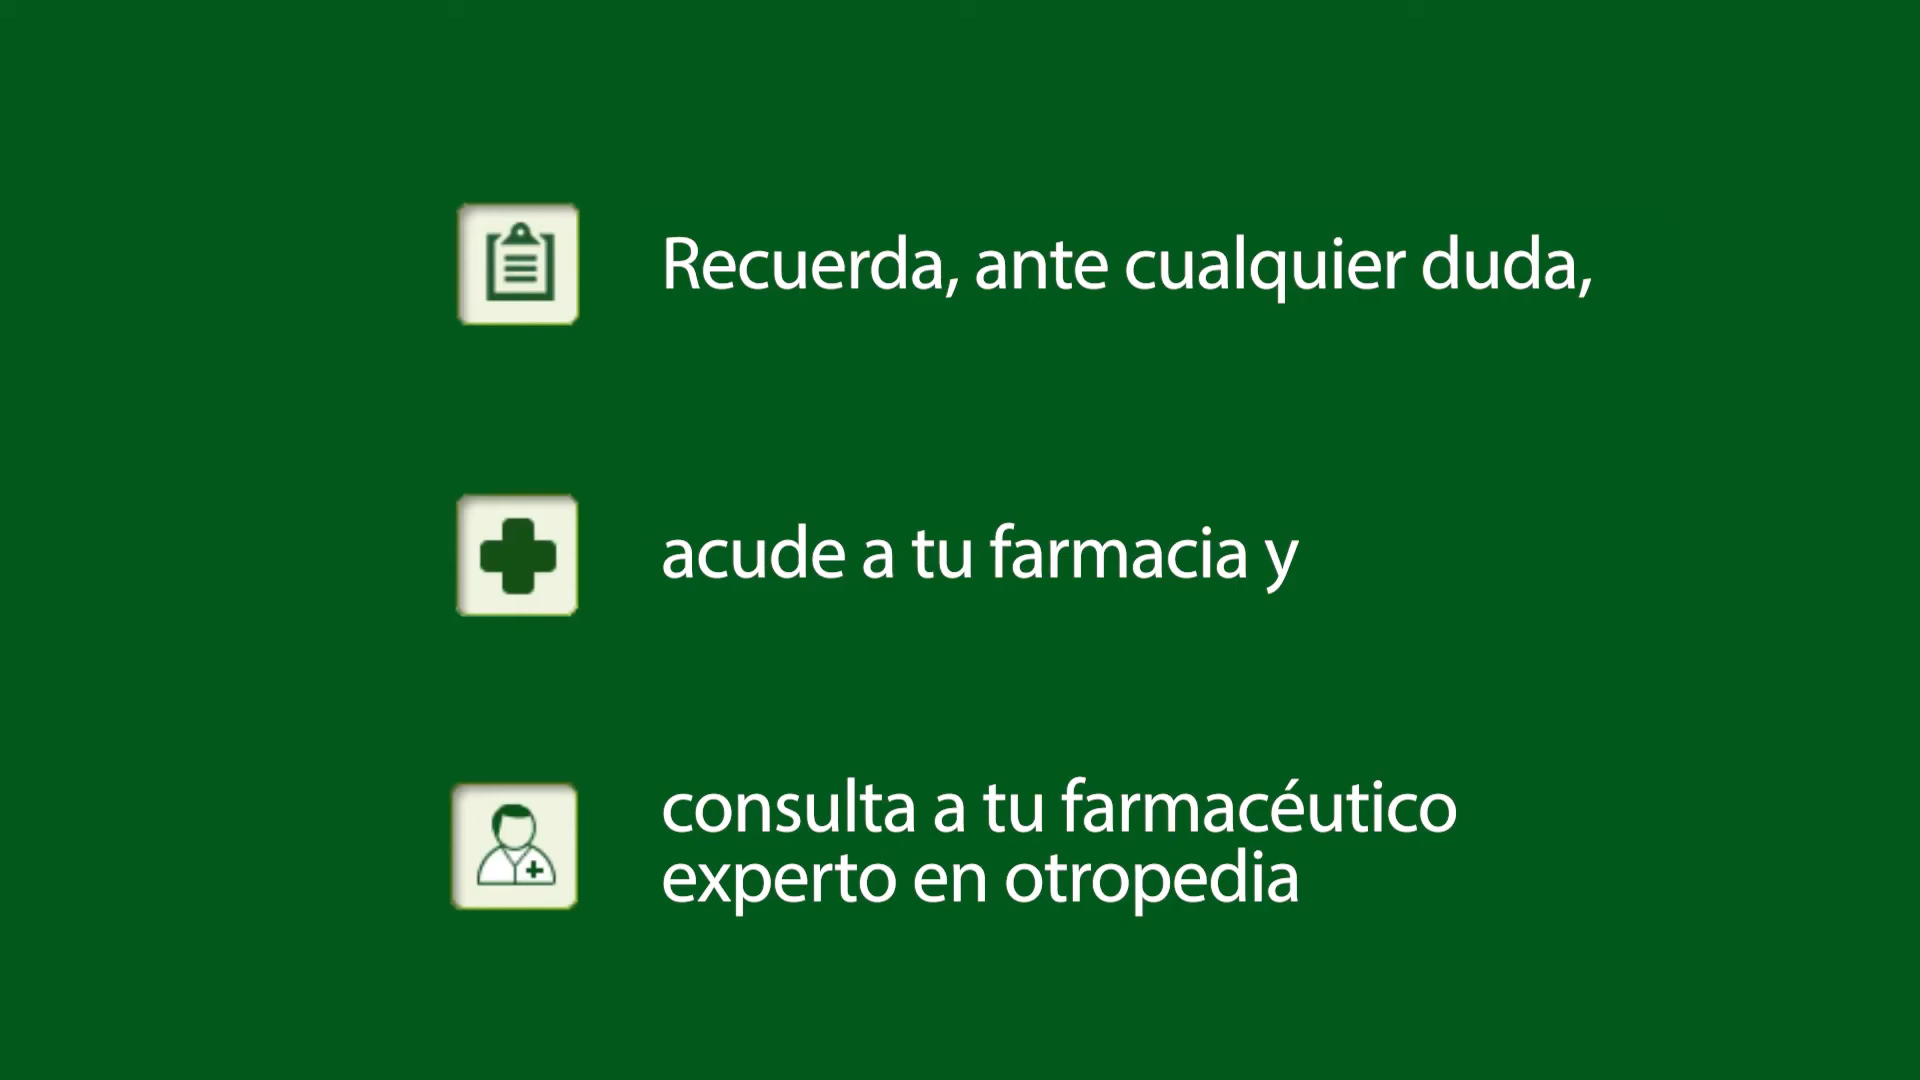 Recuerda, ante cualquier duda,
acude a tu farmacia y
consulta a tu farmacéutico
experto en otropedia